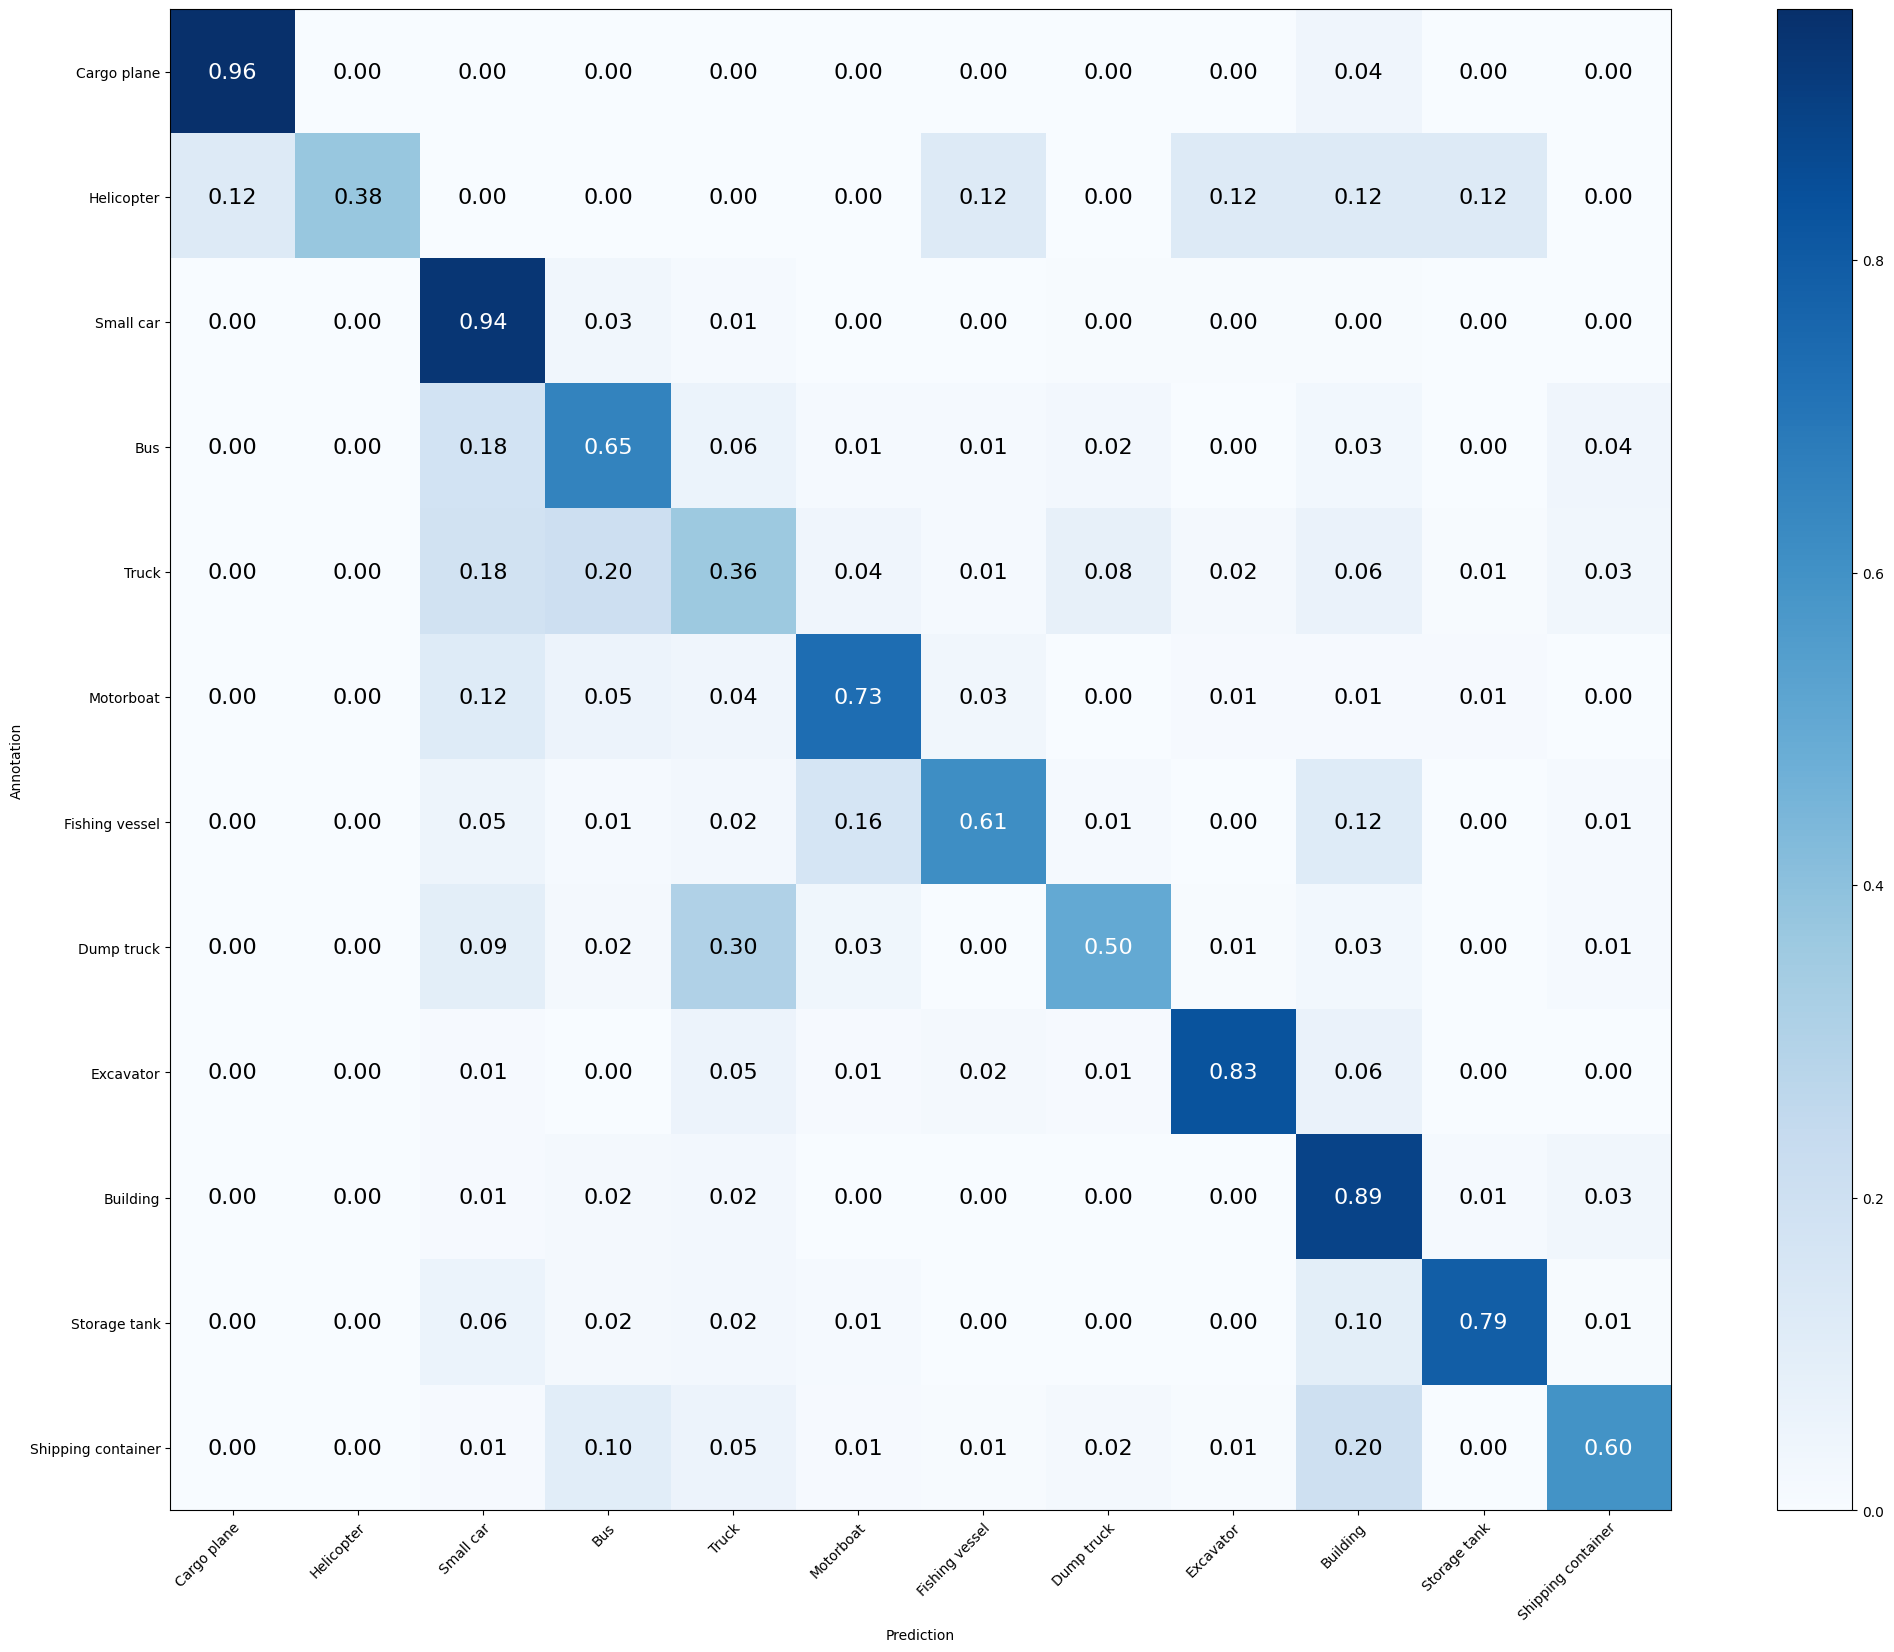 Cargo plane 0.96 0.00 0.00 0.00 0.00 0.00 0.00 0.00 0.00 0.04 0.00 0.00
Helicopter 0.12 0.38 0.00 0.00 0.00 0.00 0.12 0.00 0.12 0.12 0.12 0.00
0.8
Small car 0.00 0.00 0.94 0.03 0.01 0.00 0.00 0.00 0.00 0.00 0.00 0.00
Bus 0.00 0.00 0.18 0.65 0.06 0.01 0.01 0.02 0.00 0.03 0.00 0.04
Truck 0.00 0.00 0.18 0.20 0.36 0.04 0.01 0.08 0.02 0.06 0.01 0.03
0.6
Motorboat 0.00 0.00 0.12 0.05 0.04 0.73 0.03 0.00 0.01 0.01 0.01 0.00
Annotation
Fishing vessel 0.00 0.00 0.05 0.01 0.02 0.16 0.61 0.01 0.00 0.12 0.00 0.01
0.4
Dump truck 0.00 0.00 0.09 0.02 0.30 0.03 0.00 0.50 0.01 0.03 0.00 0.01
Excavator 0.00 0.00 0.01 0.00 0.05 0.01 0.02 0.01 0.83 0.06 0.00 0.00
Building 0.00 0.00 0.01 0.02 0.02 0.00 0.00 0.00 0.00 0.89 0.01 0.03
0.2
Storage tank 0.00 0.00 0.06 0.02 0.02 0.01 0.00 0.00 0.00 0.10 0.79 0.01
Shipping container 0.00 0.00 0.01 0.10 0.05 0.01 0.01 0.02 0.01 0.20 0.00 0.60
0.0
Cargo plane Helicopter Small car Bus Truck Motorboat Fishing vessel Dump truck Excavator Building Storage tank Shipping container
Prediction